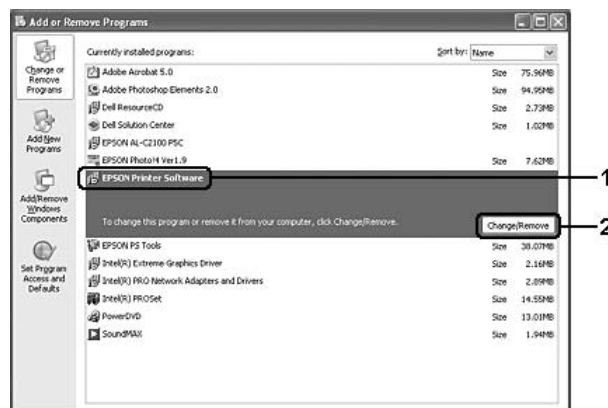 Add or Remove Programs
Change or
Remove
Programs
Add New
Programs
Add/Remove
Windows
Components
Set Program
Access and
Defaults
Currently installed programs:
Sort by: Name
Adobe Acrobat 5.0 Size 75.96MB
Adobe Photoshop Elements 2.0 Size 94.95MB
Dell ResourceCD Size 2.73MB
Dell Solution Center Size 1.02MB
EPSON AL-C2100 PSC
EPSON Photo!4 Ver1.9 Size 7.62MB
EPSON Printer Software 1
To change this program or remove it from your computer, click Change/Remove.
Change/Remove 2
EPSON PS Tools Size 38.07MB
Intel(R) Extreme Graphics Driver Size 2.16MB
Intel(R) PRO Network Adapters and Drivers Size 2.89MB
Intel(R) PROSet Size 14.55MB
PowerDVD Size 13.01MB
SoundMAX Size 1.94MB